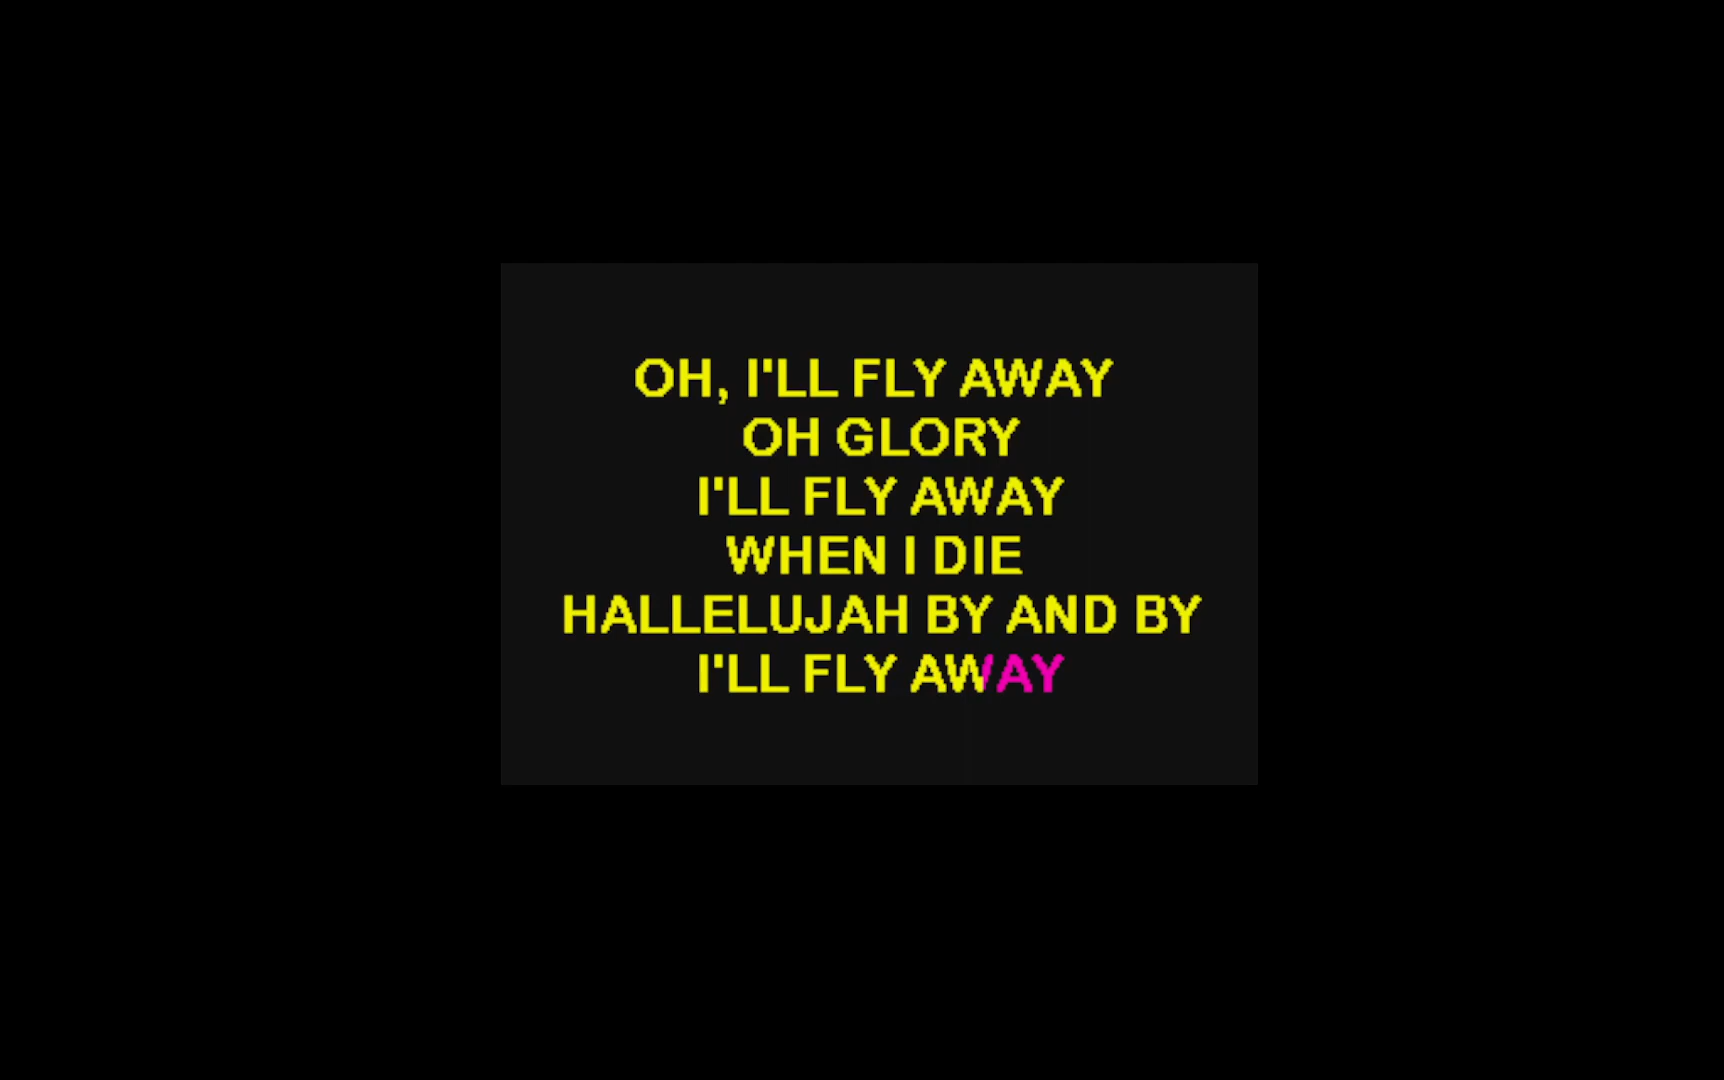 OH, I'LL FLY AWAY
OH GLORY
I'LL FLY AWAY
WHEN I DIE
HALLELUJAH BY AND BY
I'LL FLY AWAY